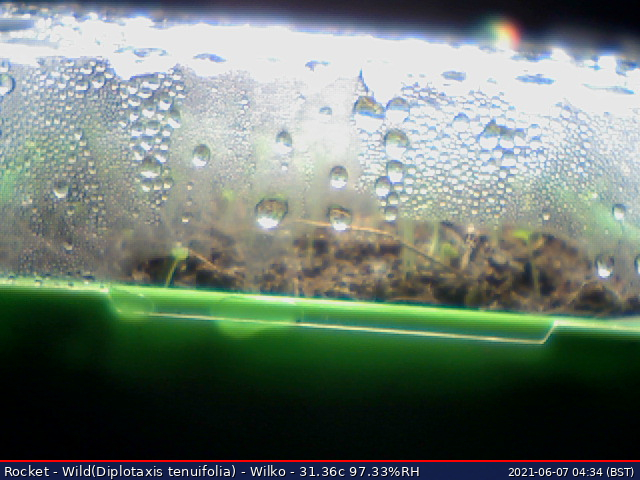 Rocket - Wild(Diplotaxis tenuifolia) - Wilko - 31.36c 97.33%RH 2021-06-07 04:34 (BST)